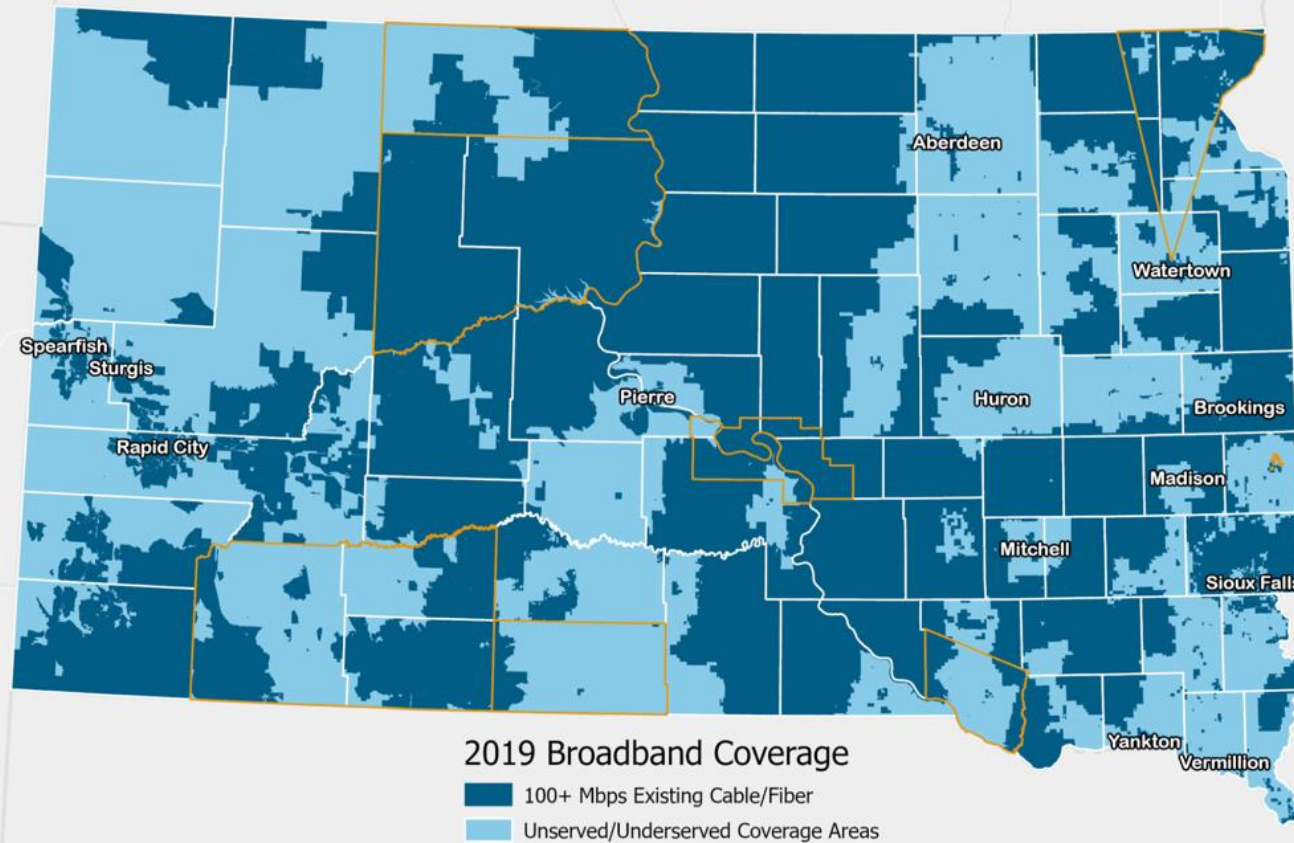 Aberdeen
Watertown
Spearfish
Sturgis
Pierre
Huron
Brookings
Rapid City
Madison
Mitchell
Sioux Falls
Yankton
Vermillion
2019 Broadband Coverage
100+ Mbps Existing Cable/Fiber
Unserved/Underserved Coverage Areas